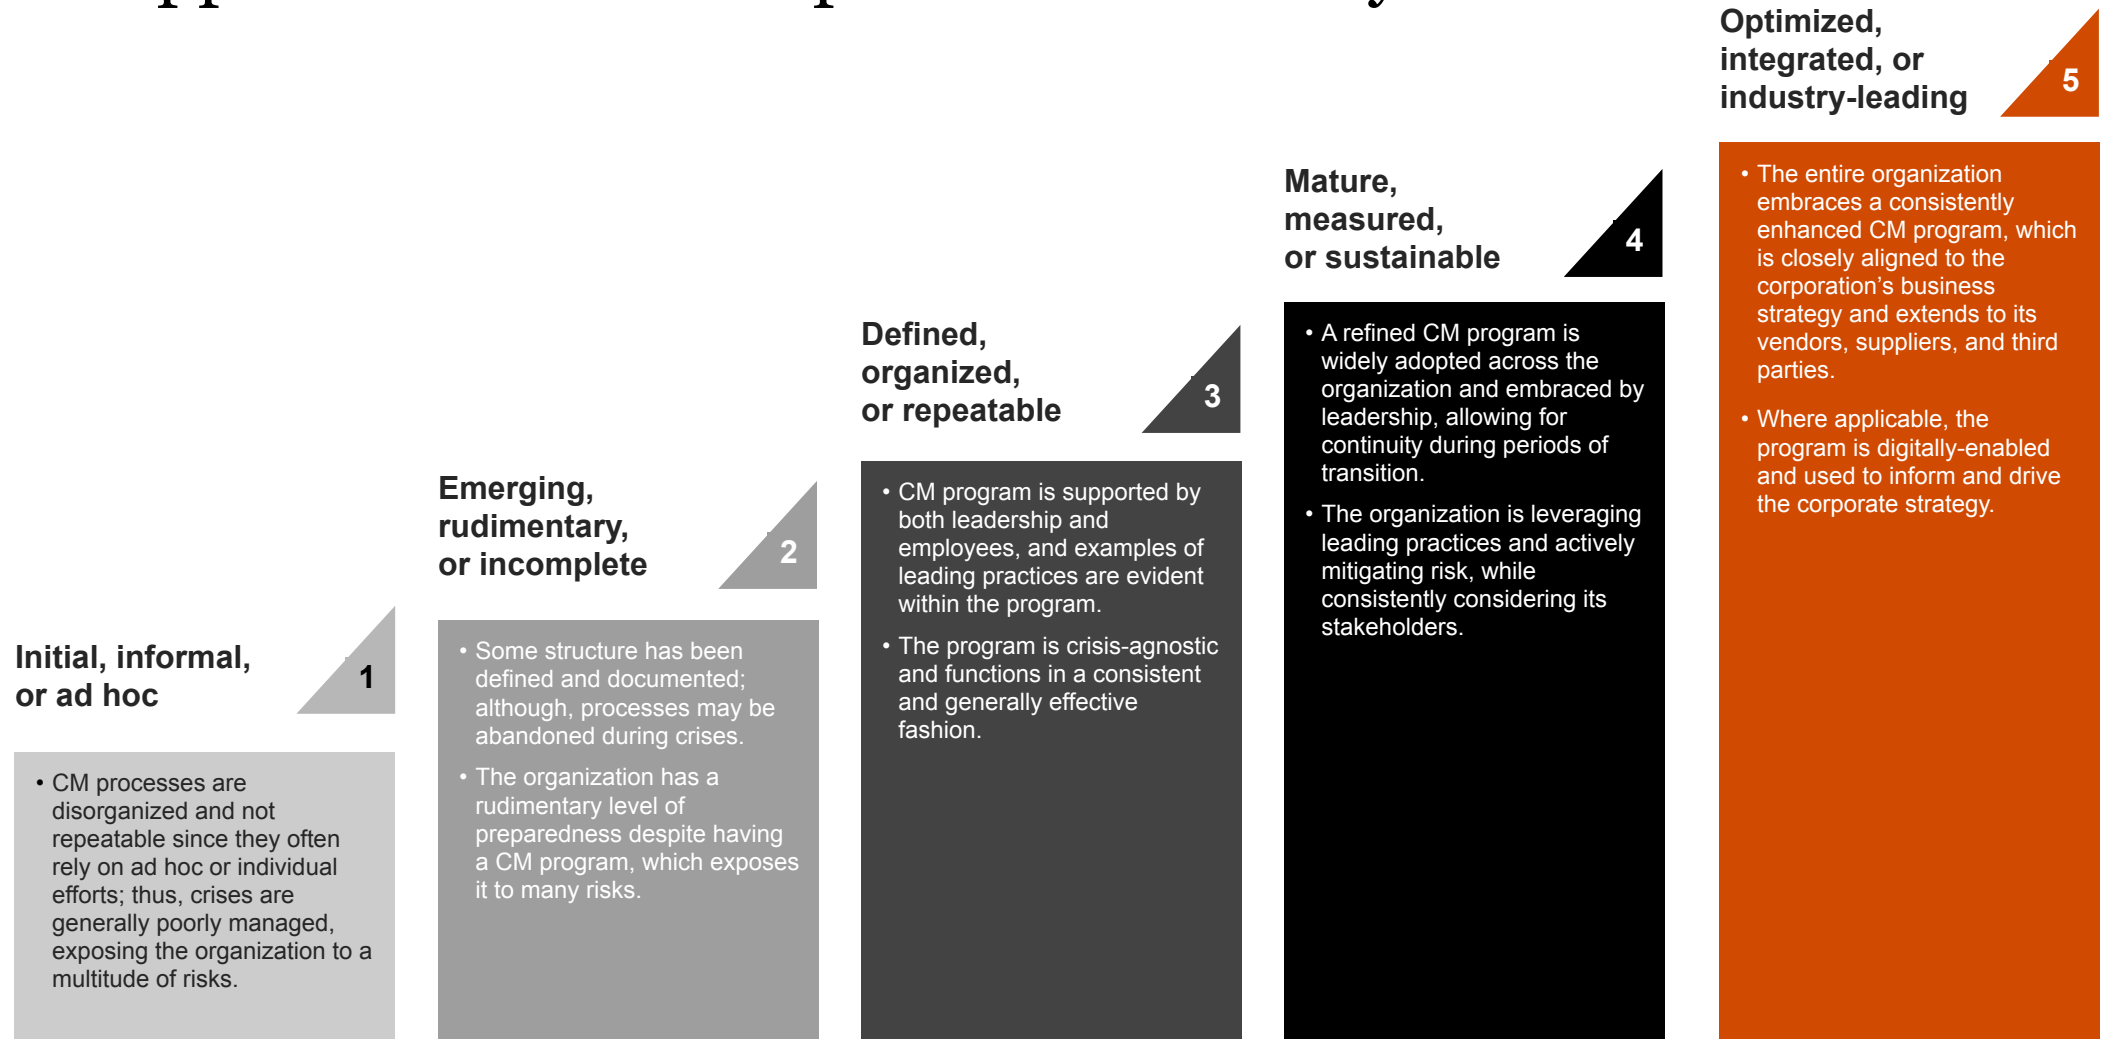 Initial, informal,
or ad hoc
1
• CM processes are
disorganized and not
repeatable since they often
rely on ad hoc or individual
efforts; thus, crises are
generally poorly managed,
exposing the organization to a
multitude of risks.
Emerging,
rudimentary,
or incomplete
2
• Some structure has been
defined and documented;
although, processes may be
abandoned during crises.
• The organization has a
rudimentary level of
preparedness despite having
a CM program, which exposes
it to many risks.
Defined,
organized,
or repeatable
3
• CM program is supported by
both leadership and
employees, and examples of
leading practices are evident
within the program.
• The program is crisis-agnostic
and functions in a consistent
and generally effective
fashion.
Mature,
measured,
or sustainable
4
• A refined CM program is
widely adopted across the
organization and embraced by
leadership, allowing for
continuity during periods of
transition.
• The organization is leveraging
leading practices and actively
mitigating risk, while
consistently considering its
stakeholders.
Optimized,
integrated, or
industry-leading
5
• The entire organization
embraces a consistently
enhanced CM program, which
is closely aligned to the
corporation’s business
strategy and extends to its
vendors, suppliers, and third
parties.
• Where applicable, the
program is digitally-enabled
and used to inform and drive
the corporate strategy.